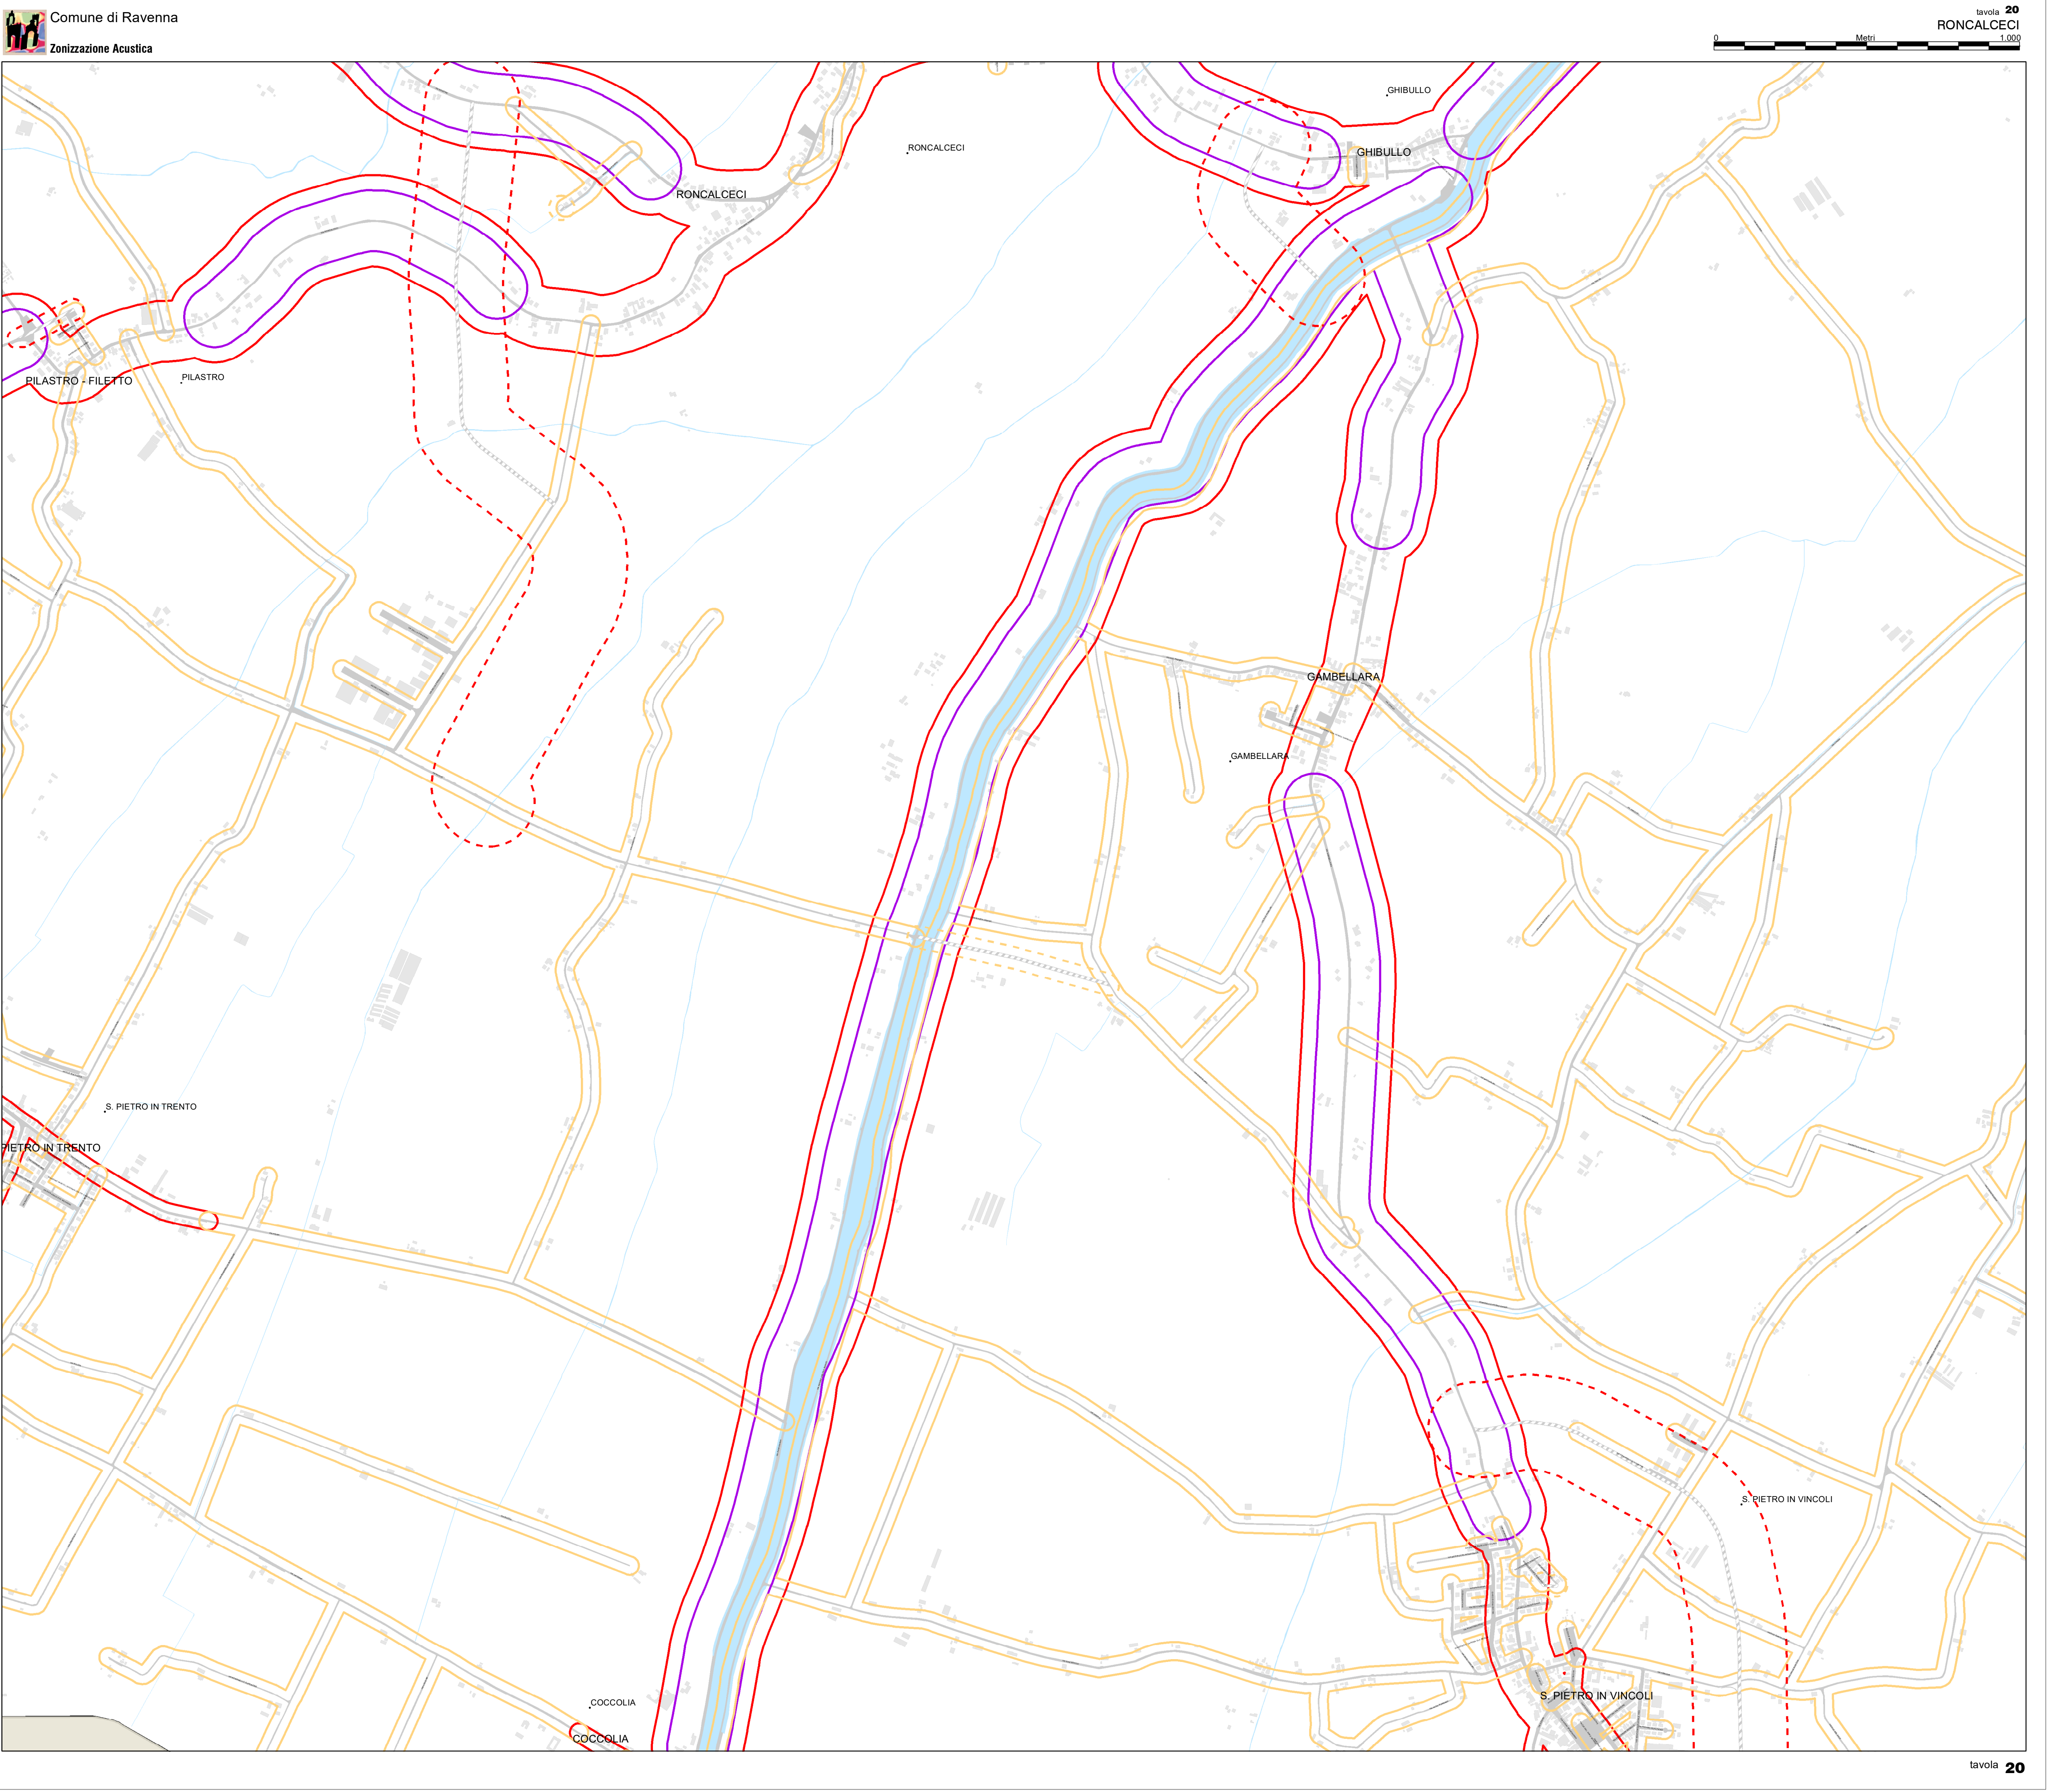 Comune di Ravenna
Zonizzazione Acustica
tavola 20
RONCALCECI
0 Metri 1.000
GHIBULLO
RONCALCECI
GHIBULLO
RONCALCECI
PILASTRO - FILETTO
PILASTRO
GAMBELLARA
GAMBELLARA
S. PIETRO IN TRENTO
PIETRO IN TRENTO
S. PIETRO IN VINCOLI
S. PIETRO IN VINCOLI
COCCOLIA
COCCOLIA
tavola 20